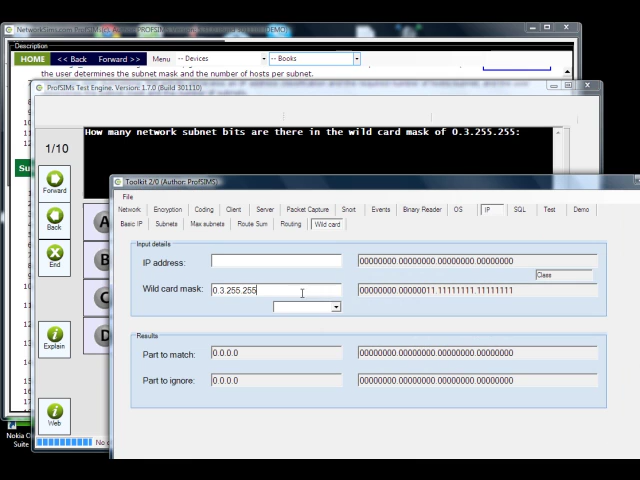 Description
HOME << Back Forward >> Menu -- Devices -- Books
the user determines the subnet mask and the number of hosts per subnet.
ProfSIMs Test Engine. Version: 1.7.0 (Build 301110)
How many network subnet bits are there in the wild card mask of 0.3.255.255:
1/10
Forward
Back
End
Explain
Web
A
B
C
D
Toolkit 2/0 (Author: ProfSIMS)
File
Network Encryption Coding Client Server Packet Capture Snort Events Binary Reader OS IP SQL Test Demo
Basic IP Subnets Max subnets Route Sum Routing Wild card
Input details
IP address: 00000000.00000000.00000000.00000000
Class
Wild card mask: 0.3.255.255 00000000.00000011.11111111.11111111
Results
Part to match: 0.0.0.0 00000000.00000000.00000000.00000000
Part to ignore: 0.0.0.0 00000000.00000000.00000000.00000000
Suite